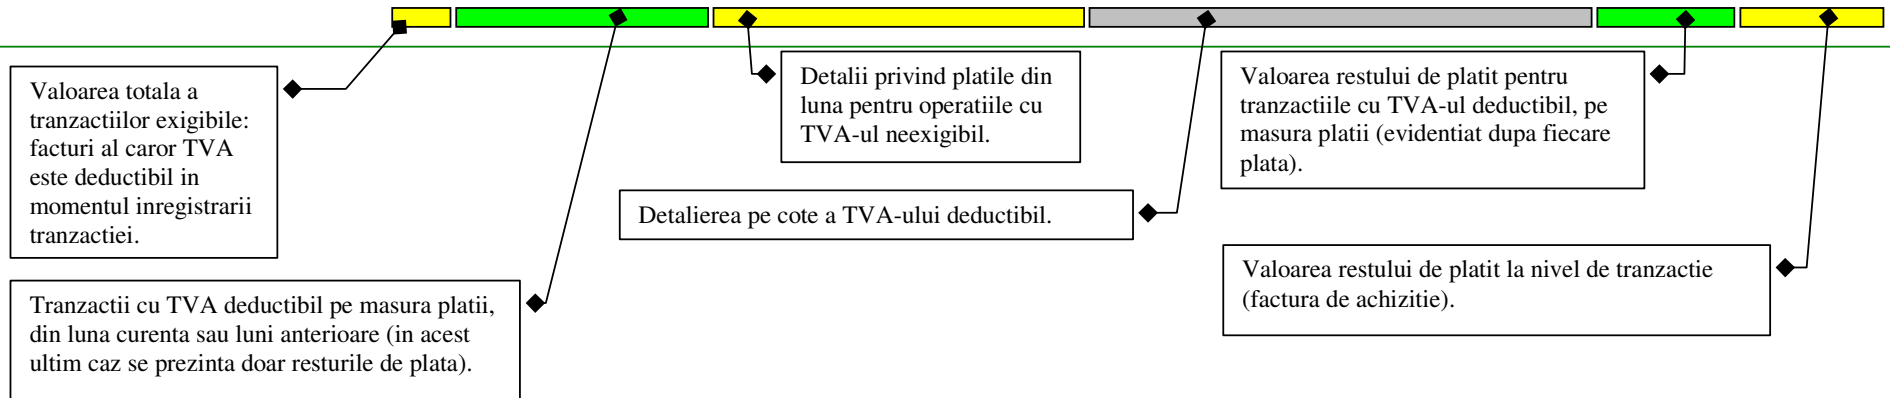 Valoarea totala a
tranzactiilor exigibile:
facturi al caror TVA
este deductibil in
momentul inregistrarii
tranzactiei.
Tranzactii cu TVA deductibil pe masura platii,
din luna curenta sau luni anterioare (in acest
ultim caz se prezinta doar resturile de plata).
Detalii privind platile din
luna pentru operatiile cu
TVA-ul neexigibil.
Detalierea pe cote a TVA-ului deductibil.
Valoarea restului de platit pentru
tranzactiile cu TVA-ul deductibil, pe
masura platii (evidentiat dupa fiecare
plata).
Valoarea restului de platit la nivel de tranzactie
(factura de achizitie).